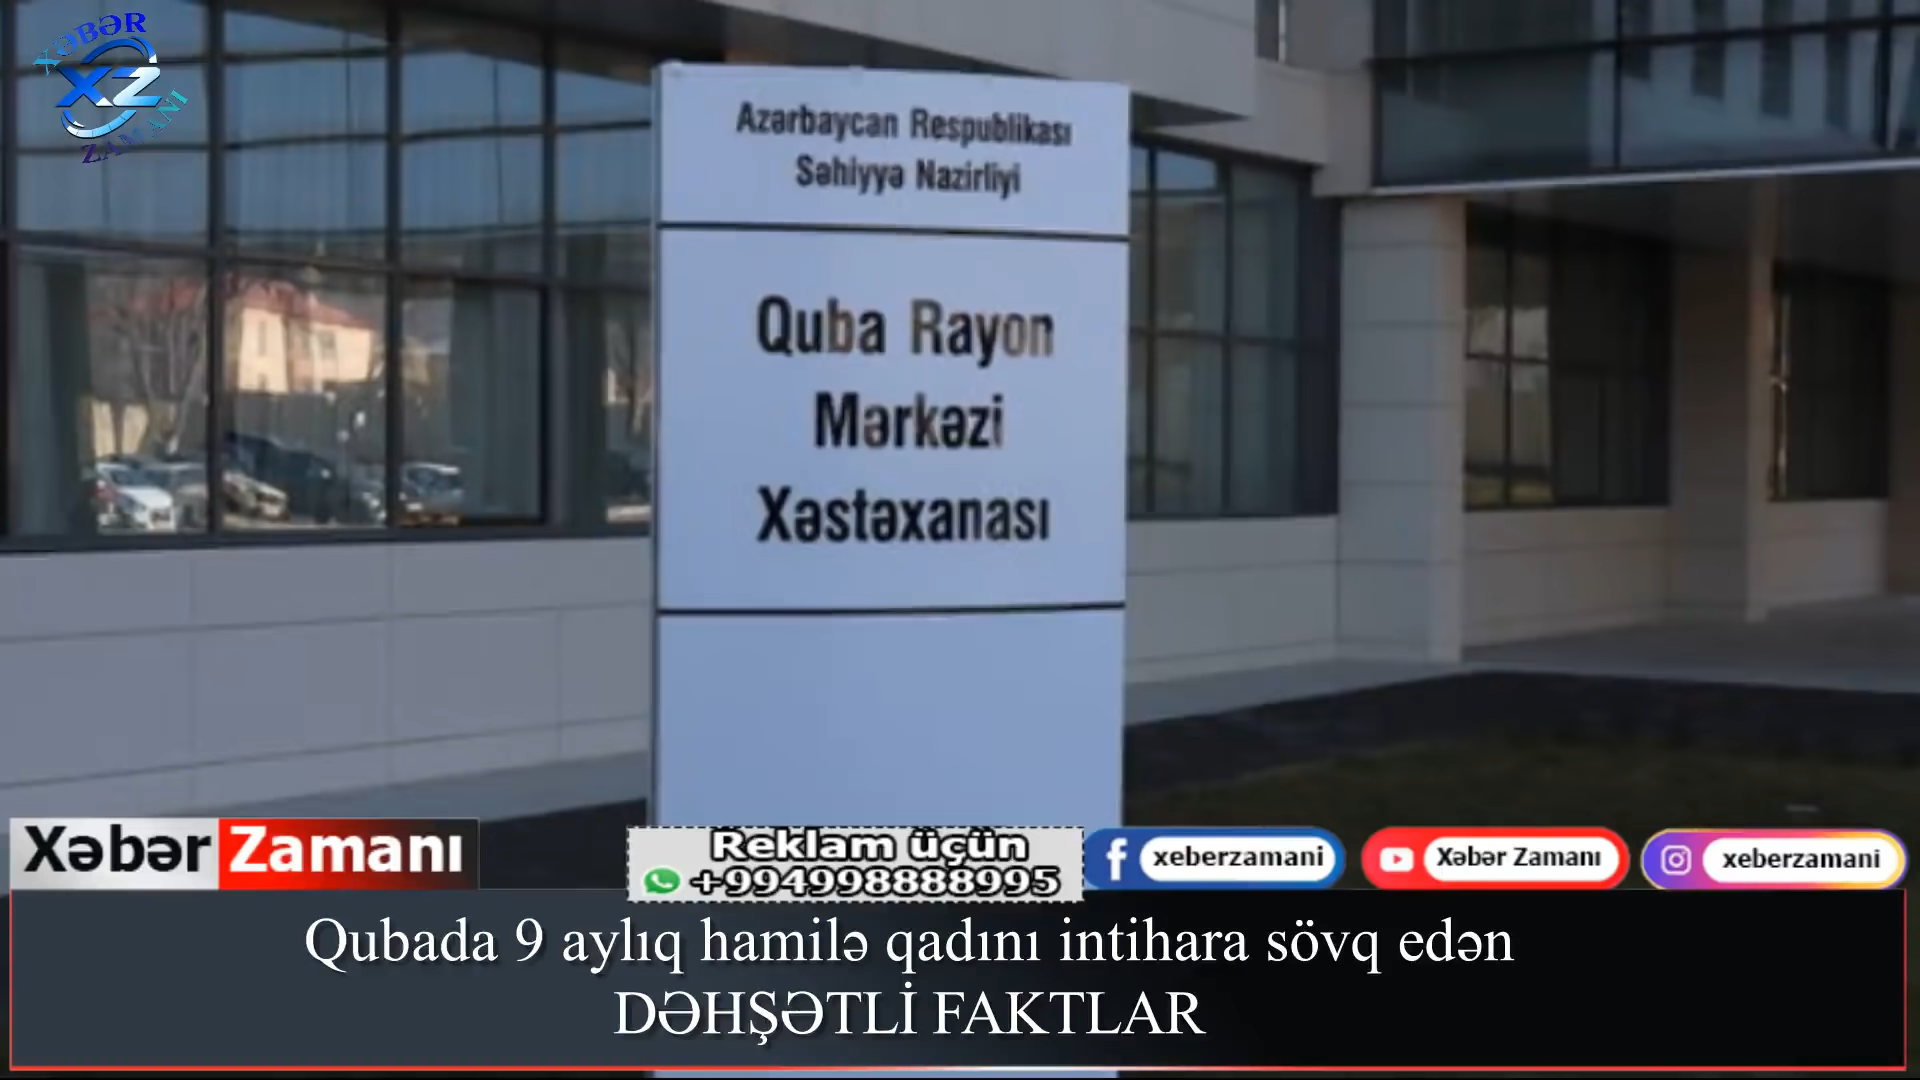 XƏBƏR
XZ
ZAMANI
Azərbaycan Respublikası
Səhiyyə Nazirliyi
Quba Rayon
Mərkəzi
Xəstəxanası
Xəbər Zamanı
Reklam üçün
+994998888995
xeberzamani
Xəbər Zamanı
xeberzamani
Qubada 9 aylıq hamilə qadını intihara sövq edən
DƏHŞƏTLİ FAKTLAR